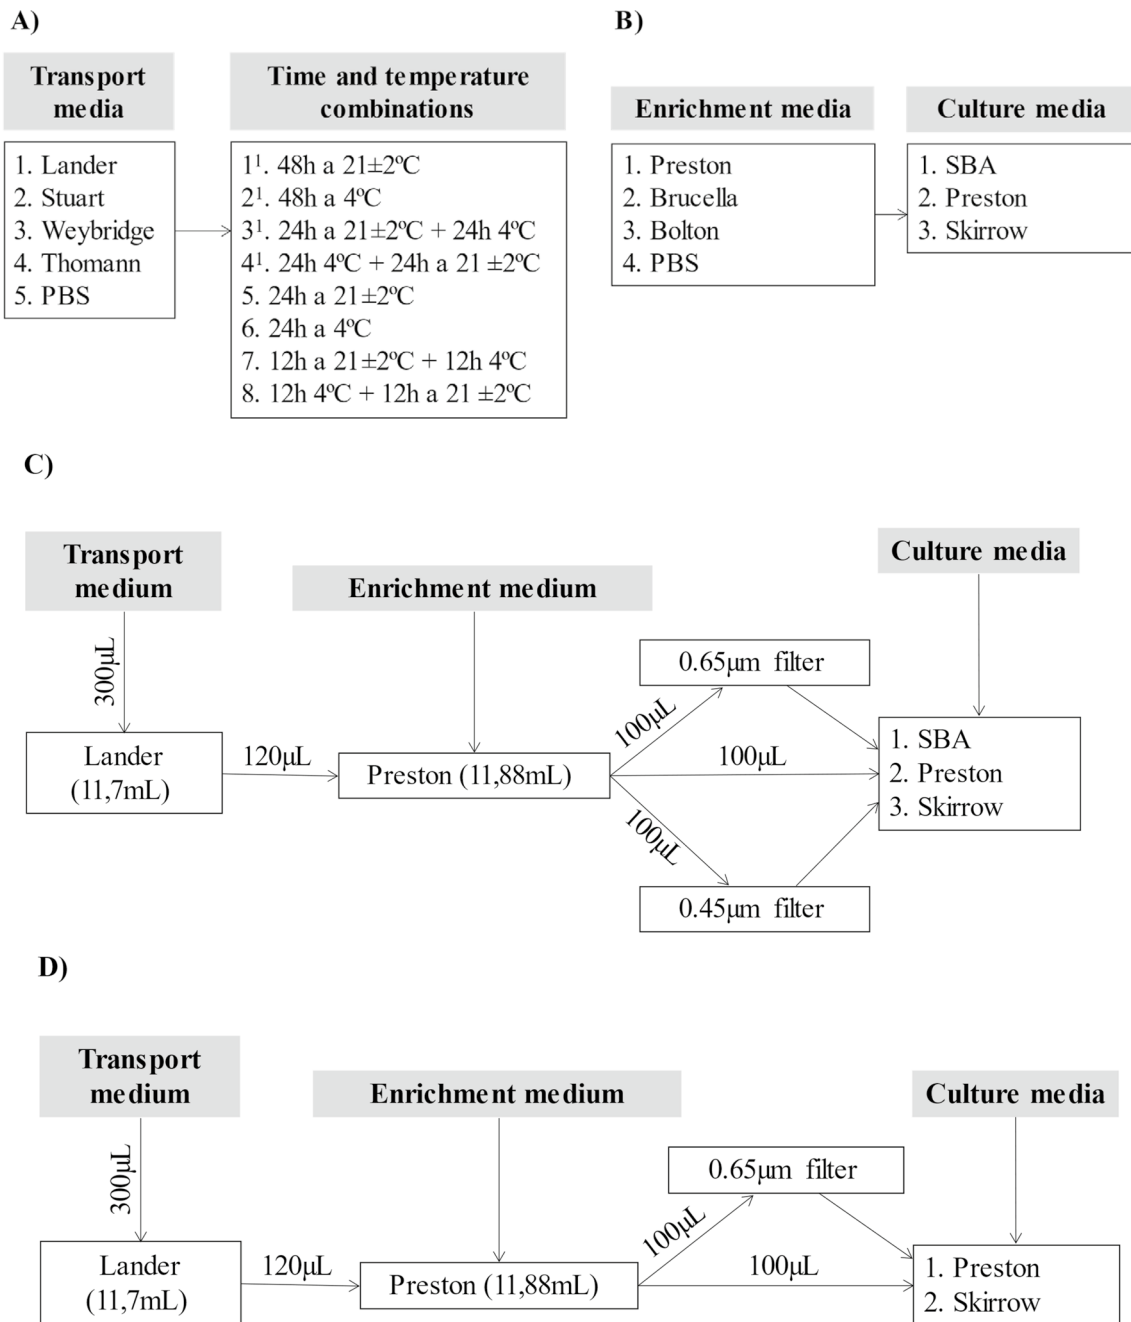 A)
Transport
media
1. Lander
2. Stuart
3. Weybridge
4. Thomann
5. PBS
Time and temperature
combinations
1¹. 48h a 21±2ºC
2¹. 48h a 4ºC
3¹. 24h a 21±2ºC + 24h 4ºC
4¹. 24h 4ºC + 24h a 21 ±2ºC
5. 24h a 21±2ºC
6. 24h a 4ºC
7. 12h a 21±2ºC + 12h 4ºC
8. 12h 4ºC + 12h a 21 ±2ºC
B)
Enrichment media
1. Preston
2. Brucella
3. Bolton
4. PBS
Culture media
1. SBA
2. Preston
3. Skirrow
C)
Transport
medium
300µL
Lander
(11,7mL)
120µL
Enrichment medium
Preston (11,88mL)
100µL
0.65µm filter
100µL
100µL
0.45µm filter
Culture media
1. SBA
2. Preston
3. Skirrow
D)
Transport
medium
300µL
Lander
(11,7mL)
120µL
Enrichment medium
Preston (11,88mL)
100µL
0.65µm filter
100µL
Culture media
1. Preston
2. Skirrow